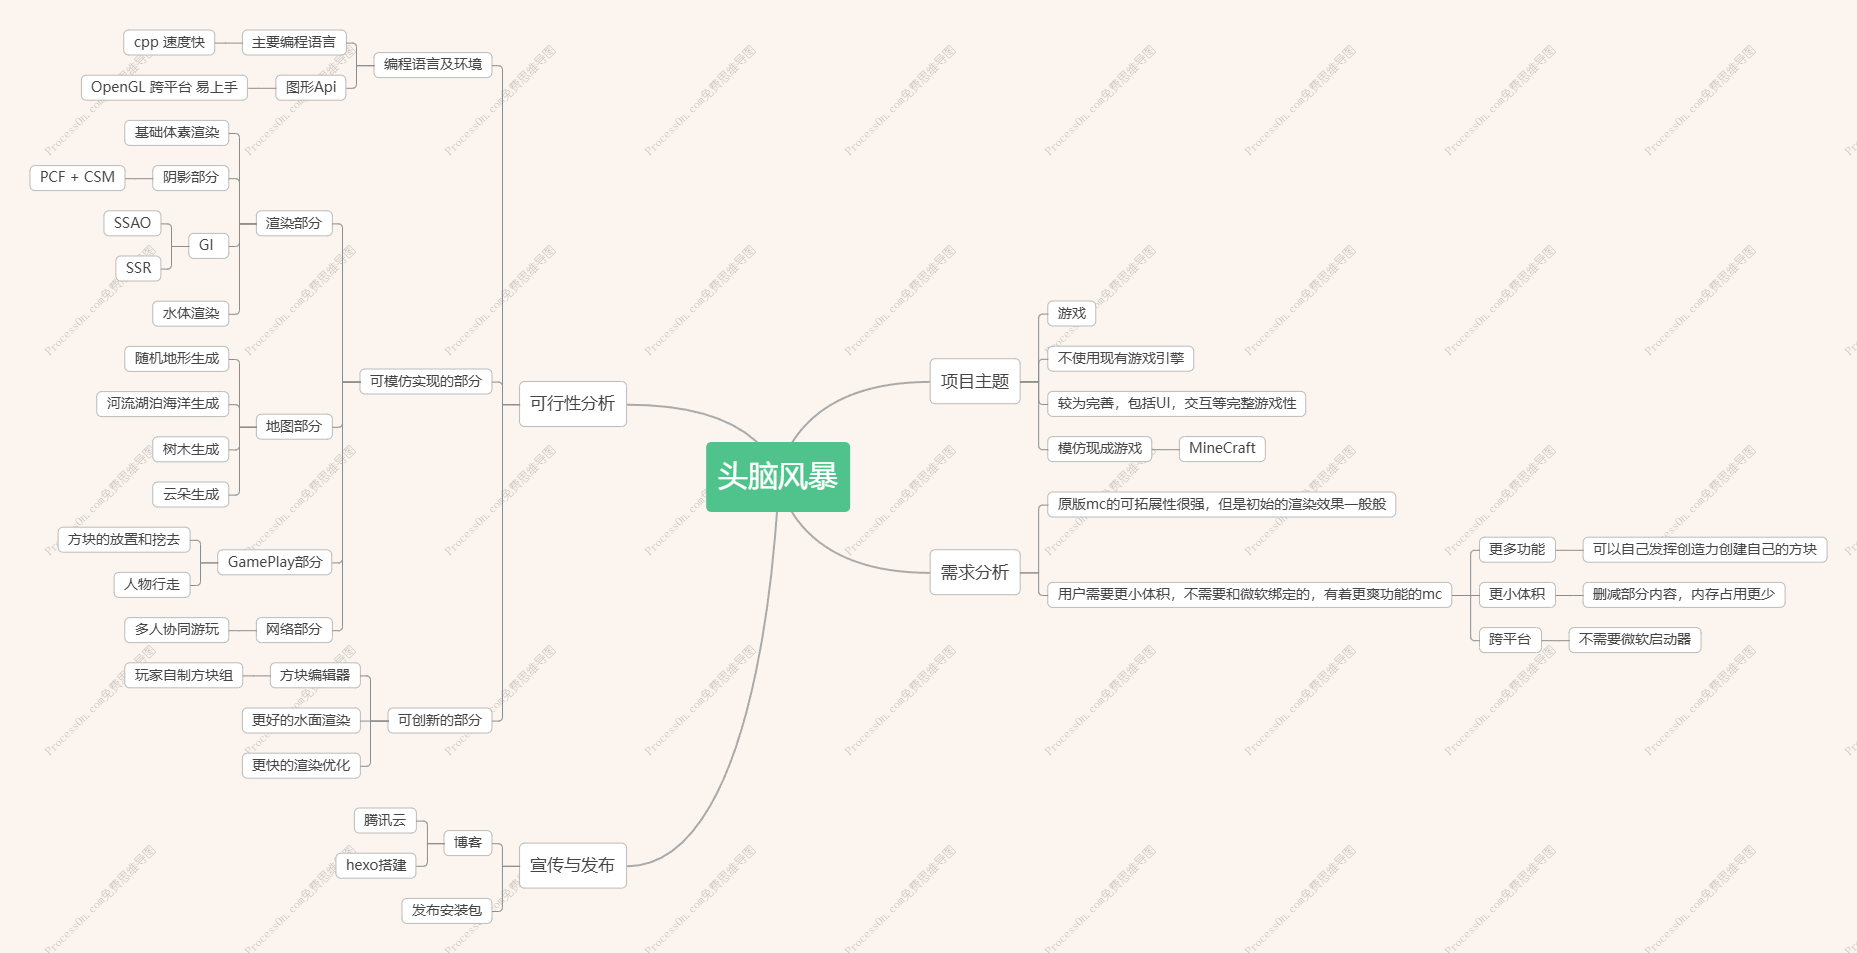 头脑风暴
项目主题
游戏
不使用现有游戏引擎
较为完善，包括UI，交互等完整游戏性
模仿现成游戏
MineCraft
需求分析
原版mc的可拓展性很强，但是初始的渲染效果一般般
用户需要更小体积，不需要和微软绑定的，有着更爽功能的mc
更多功能
可以自己发挥创造力创建自己的方块
更小体积
删减部分内容，内存占用更少
跨平台
不需要微软启动器
可行性分析
编程语言及环境
主要编程语言
cpp 速度快
图形Api
OpenGL 跨平台 易上手
可模仿实现的部分
渲染部分
基础体素渲染
阴影部分
PCF + CSM
GI
SSAO
SSR
水体渲染
地图部分
随机地形生成
河流湖泊海洋生成
树木生成
云朵生成
GamePlay部分
方块的放置和挖去
人物行走
网络部分
多人协同游玩
可创新的部分
方块编辑器
玩家自制方块组
更好的水面渲染
更快的渲染优化
宣传与发布
博客
腾讯云
hexo搭建
发布安装包
ProcessOn.com免费思维导图